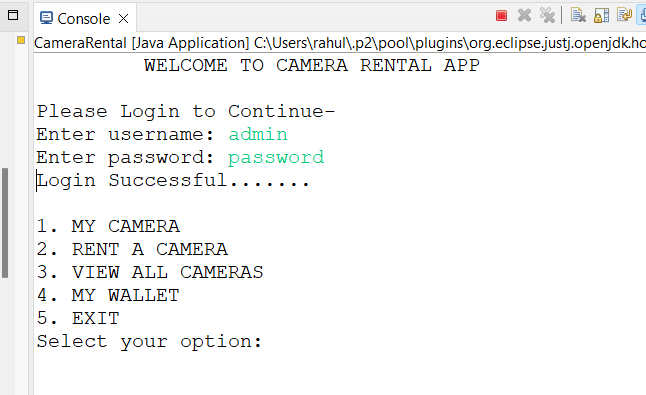 Console
CameraRental [Java Application] C:\Users\rahul\.p2\pool\plugins\org.eclipse.justj.openjdk.ho
WELCOME TO CAMERA RENTAL APP
Please Login to Continue-
Enter username: admin
Enter password: password
Login Successful.......
1. MY CAMERA
2. RENT A CAMERA
3. VIEW ALL CAMERAS
4. MY WALLET
5. EXIT
Select your option: